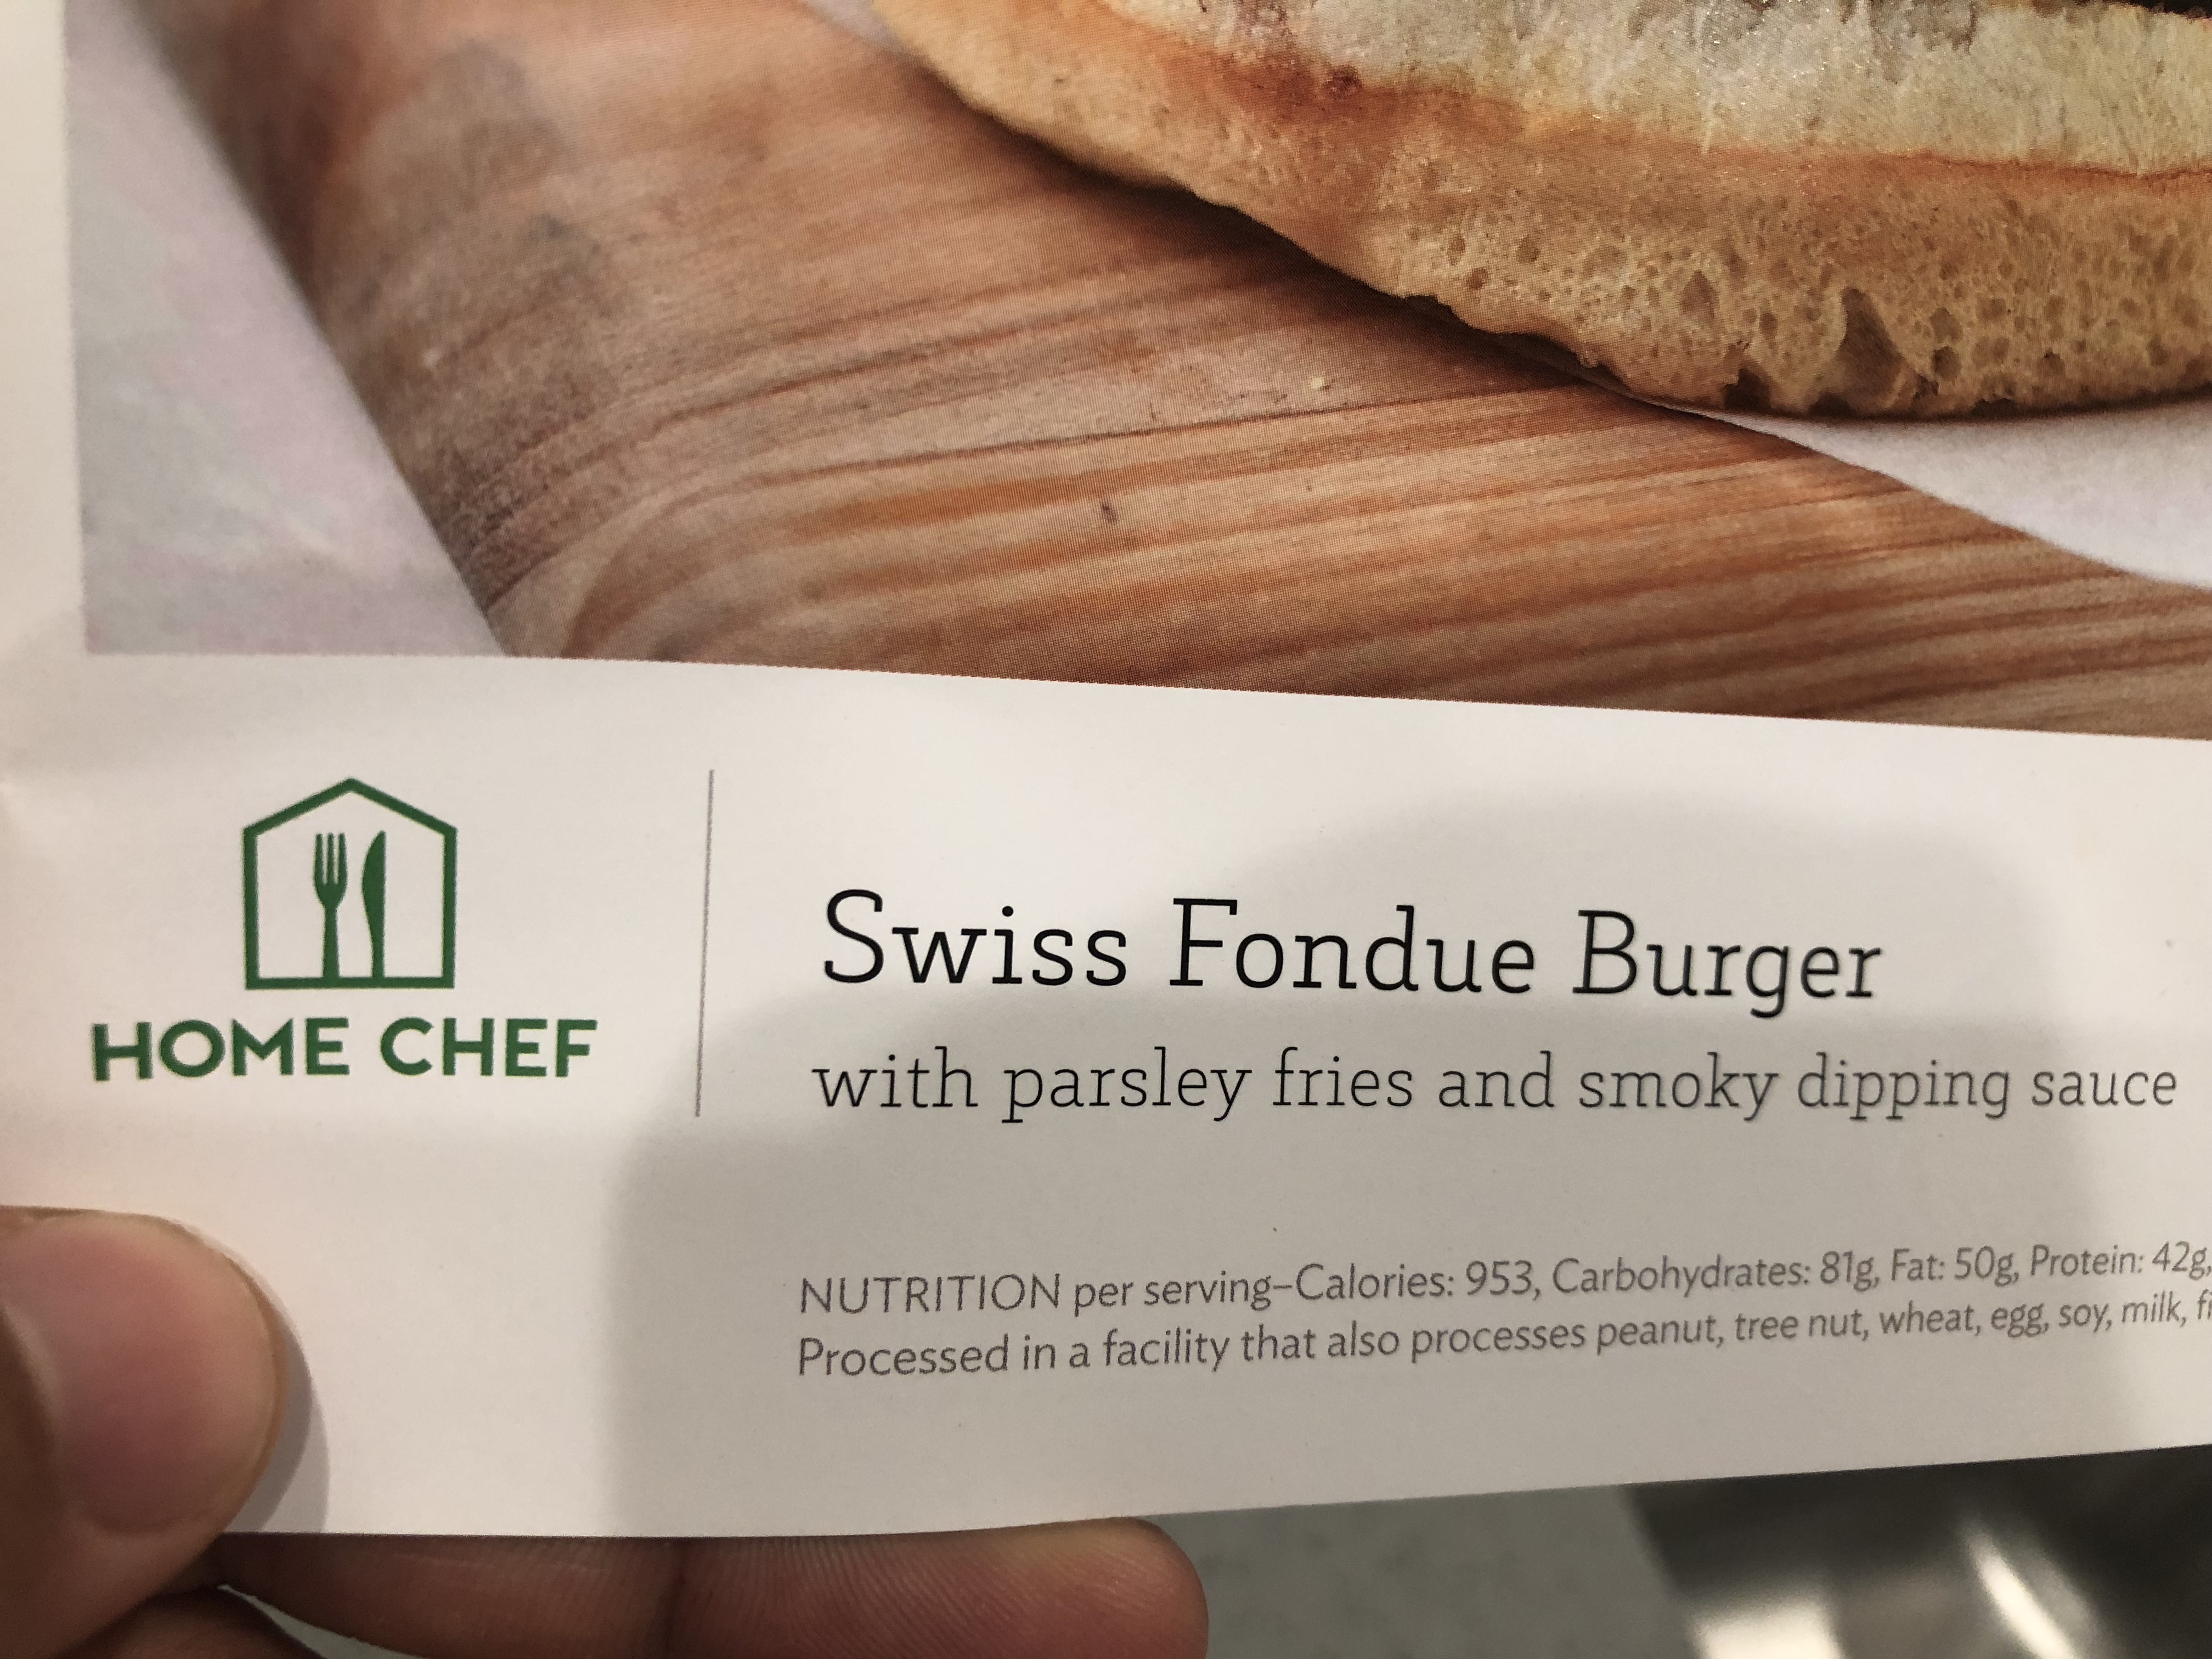 HOME CHEF
Swiss Fondue Burger
with parsley fries and smoky dipping sauce
NUTRITION per serving–Calories: 953, Carbohydrates: 81g, Fat: 50g, Protein: 42g,
Processed in a facility that also processes peanut, tree nut, wheat, egg, soy, milk,